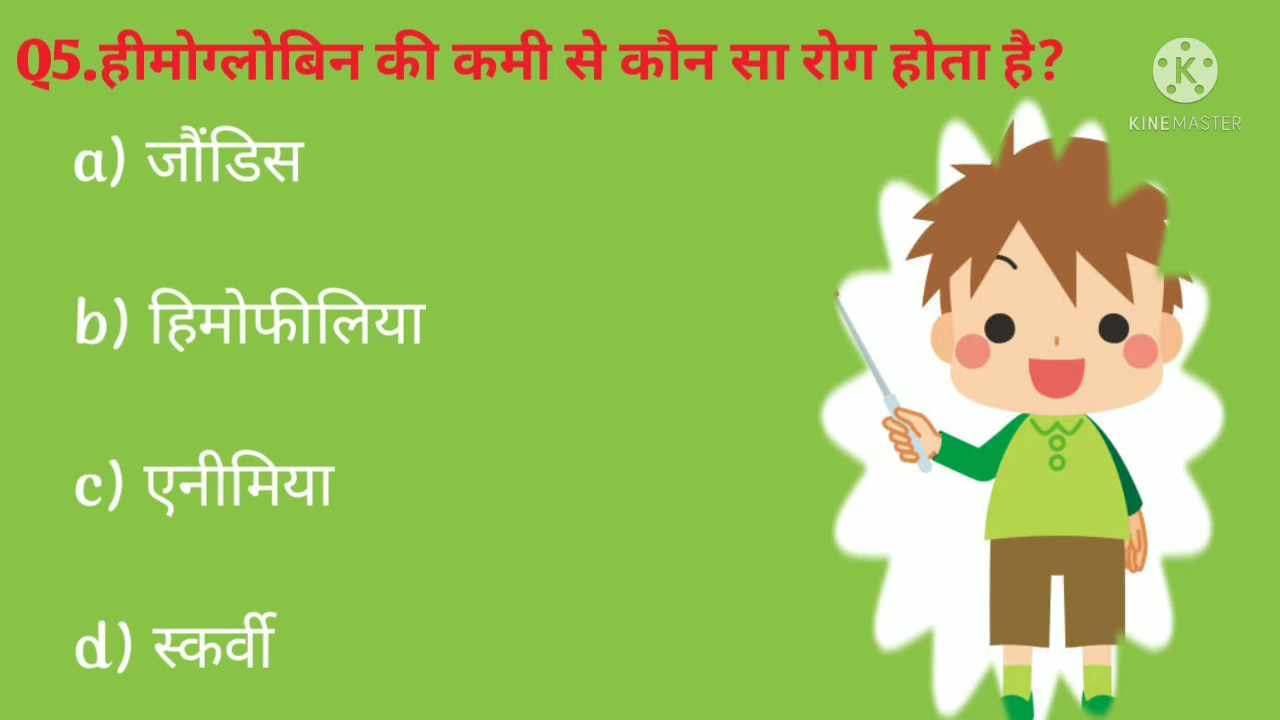 Q5.हीमोग्लोबिन की कमी से कौन सा रोग होता है?
K
KINEMASTER
a) जौंडिस
b) हिमोफीलिया
c) एनीमिया
d) स्कर्वी